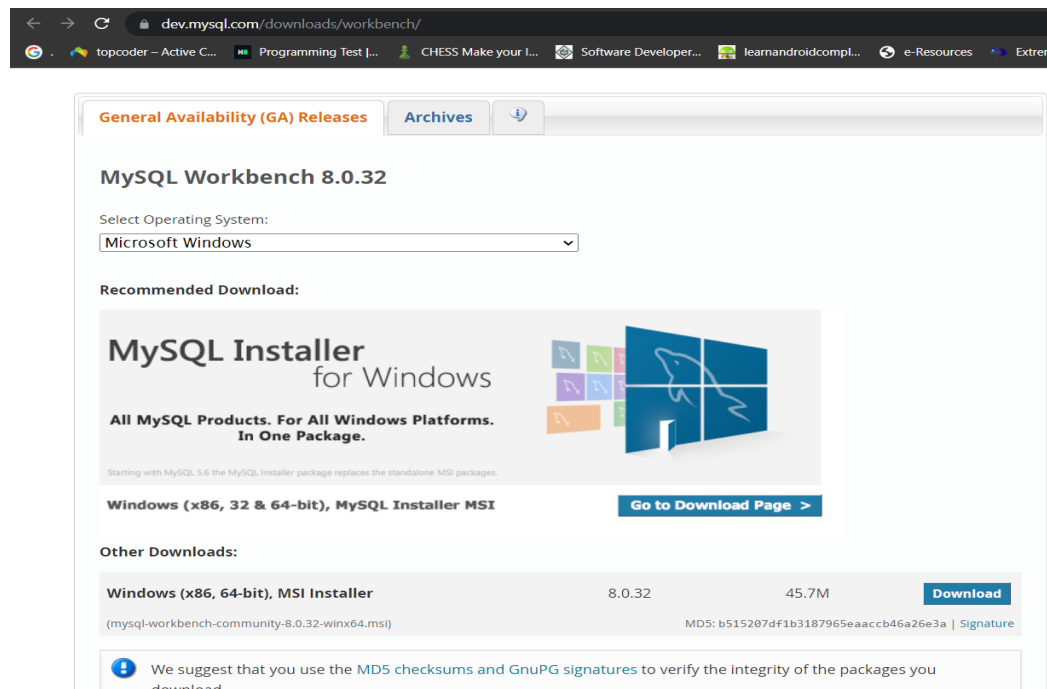 dev.mysql.com/downloads/workbench/
topcoder – Active C... Programming Test |... CHESS Make your l... Software Developer... learnandroidcompl... e-Resources Extrem
General Availability (GA) Releases Archives
MySQL Workbench 8.0.32
Select Operating System:
Microsoft Windows
Recommended Download:
MySQL Installer
for Windows
All MySQL Products. For All Windows Platforms.
In One Package.
Starting with MySQL 5.6 the MySQL Installer package replaces the standalone MSI packages.
Windows (x86, 32 & 64-bit), MySQL Installer MSI Go to Download Page >
Other Downloads:
Windows (x86, 64-bit), MSI Installer 8.0.32 45.7M Download
(mysql-workbench-community-8.0.32-winx64.msi) MD5: b515207df1b3187965eaaccb46a26e3a | Signature
We suggest that you use the MD5 checksums and GnuPG signatures to verify the integrity of the packages you
download